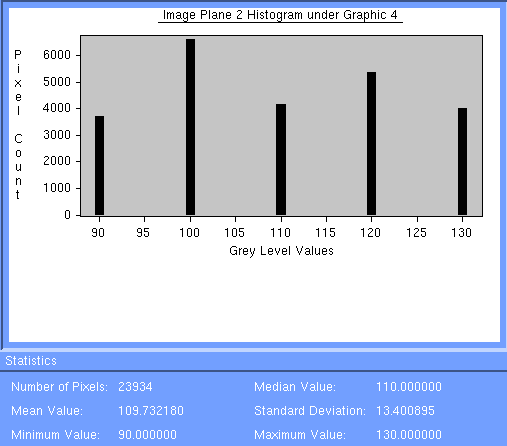 Image Plane 2 Histogram under Graphic 4
Pixel Count
6000
5000
4000
3000
2000
1000
0
90 95 100 105 110 115 120 125 130
Grey Level Values
Statistics
Number of Pixels: 23934 Median Value: 110.000000
Mean Value: 109.732180 Standard Deviation: 13.400895
Minimum Value: 90.000000 Maximum Value: 130.000000